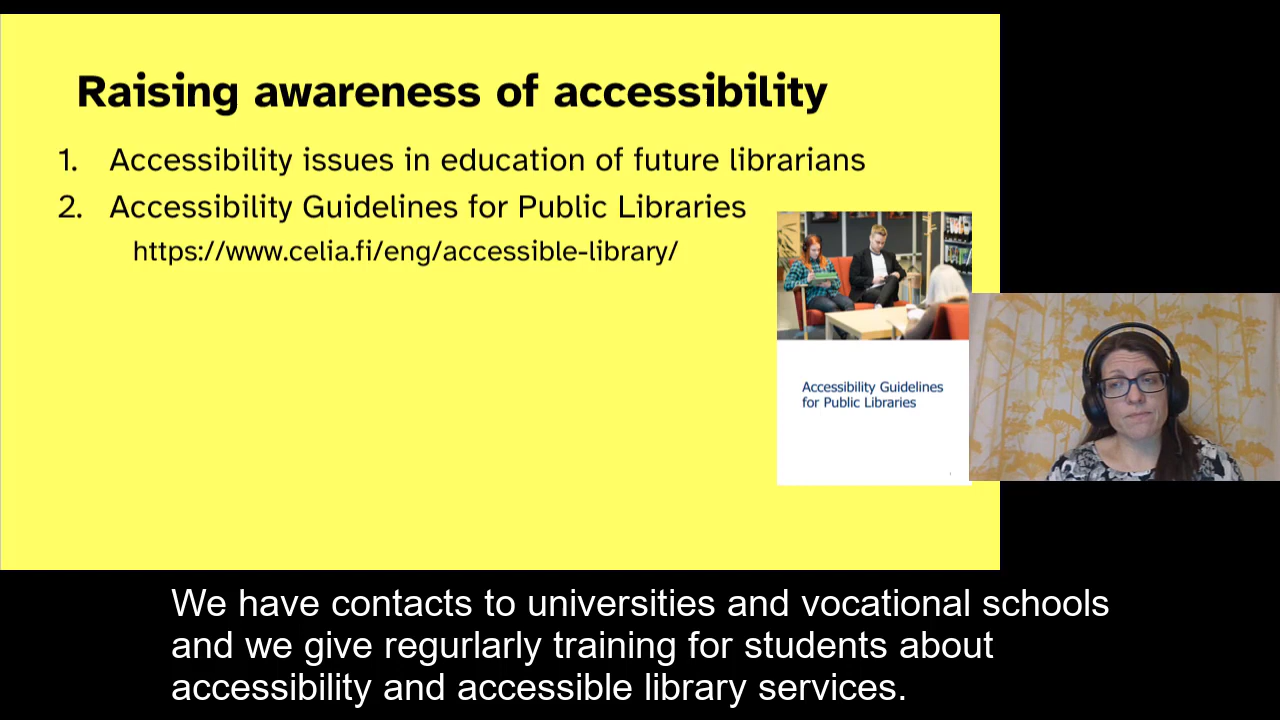 Raising awareness of accessibility
1. Accessibility issues in education of future librarians
2. Accessibility Guidelines for Public Libraries
https://www.celia.fi/eng/accessible-library/
Accessibility Guidelines
for Public Libraries
We have contacts to universities and vocational schools
and we give regurlarly training for students about
accessibility and accessible library services.